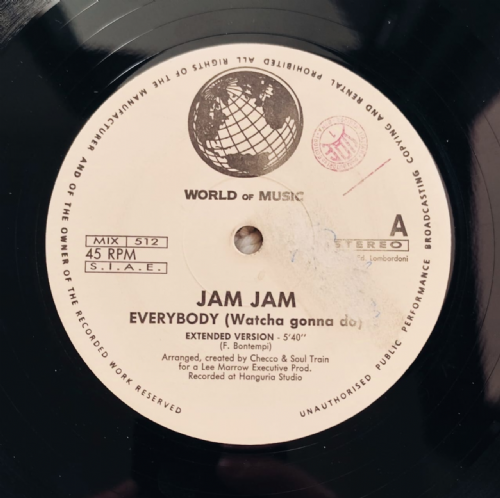 ALL RIGHTS OF THE MANUFACTURER AND OF THE OWNER OF THE RECORDED WORK RESERVED
UNAUTHORISED PUBLIC PERFORMANCE BROADCASTING COPYING AND RENTAL PROHIBITED
WORLD OF MUSIC
MIX 512
45 RPM
S.I.A.E.
A
STEREO
Ed. Lombardoni
JAM JAM
EVERYBODY (Watcha gonna do)
EXTENDED VERSION - 5'40"
(F. Bontempi)
Arranged, created by Checco & Soul Train
for a Lee Marrow Executive Prod.
Recorded at Hanguria Studio